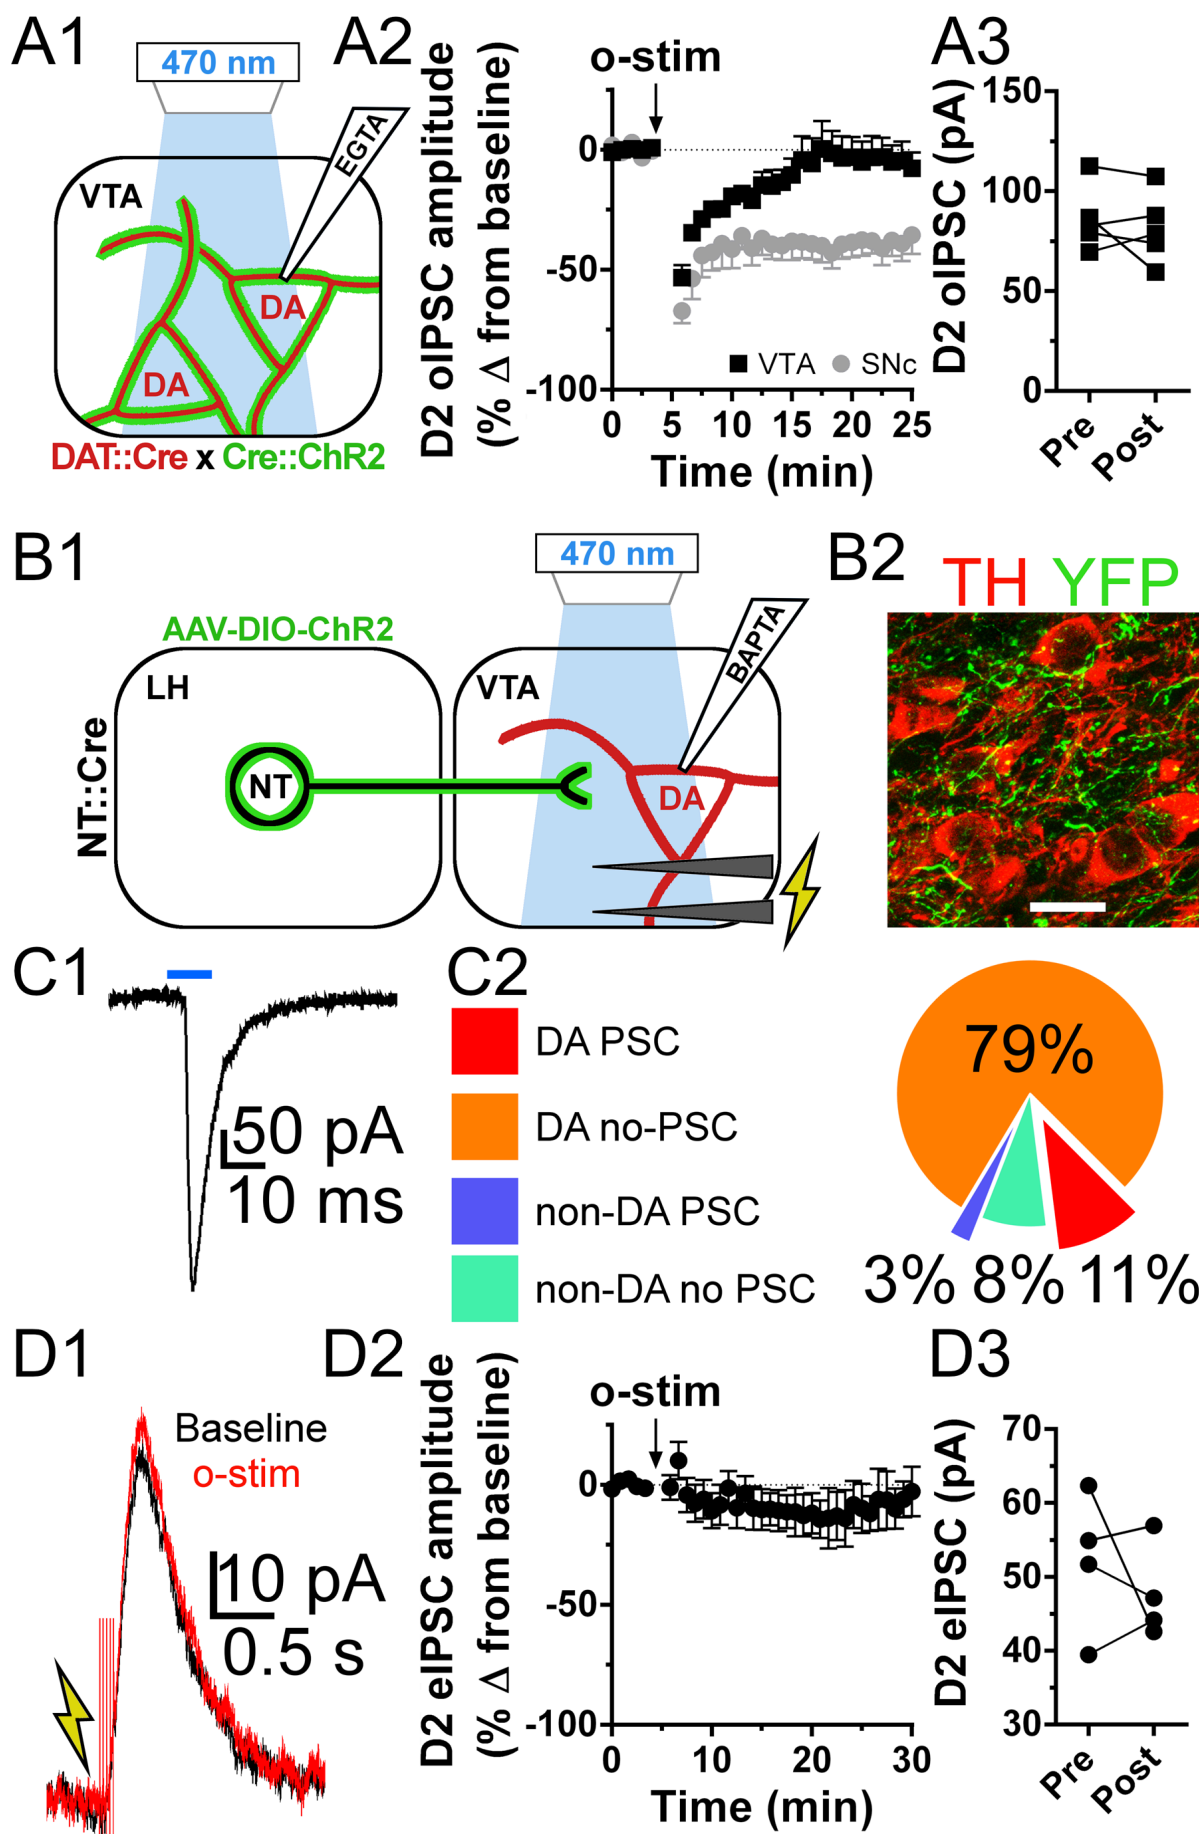 A1
470 nm
EGTA
VTA
DA
DA
DAT::Cre x Cre::ChR2
A2
D2 oIPSC amplitude
(% Δ from baseline)
o-stim
0
-50
-100
VTA
SNc
0 5 10 15 20 25
Time (min)
A3
D2 oIPSC (pA)
150
100
50
0
Pre
Post
B1
470 nm
AAV-DIO-ChR2
NT::Cre
LH
NT
VTA
BAPTA
DA
B2
TH YFP
C1
50 pA
10 ms
C2
DA PSC
DA no-PSC
non-DA PSC
non-DA no PSC
79%
3% 8% 11%
D1
Baseline
o-stim
10 pA
0.5 s
D2
D2 eIPSC amplitude
(% Δ from baseline)
o-stim
0
-50
-100
0 10 20 30
Time (min)
D3
D2 eIPSC (pA)
70
60
50
40
30
Pre
Post